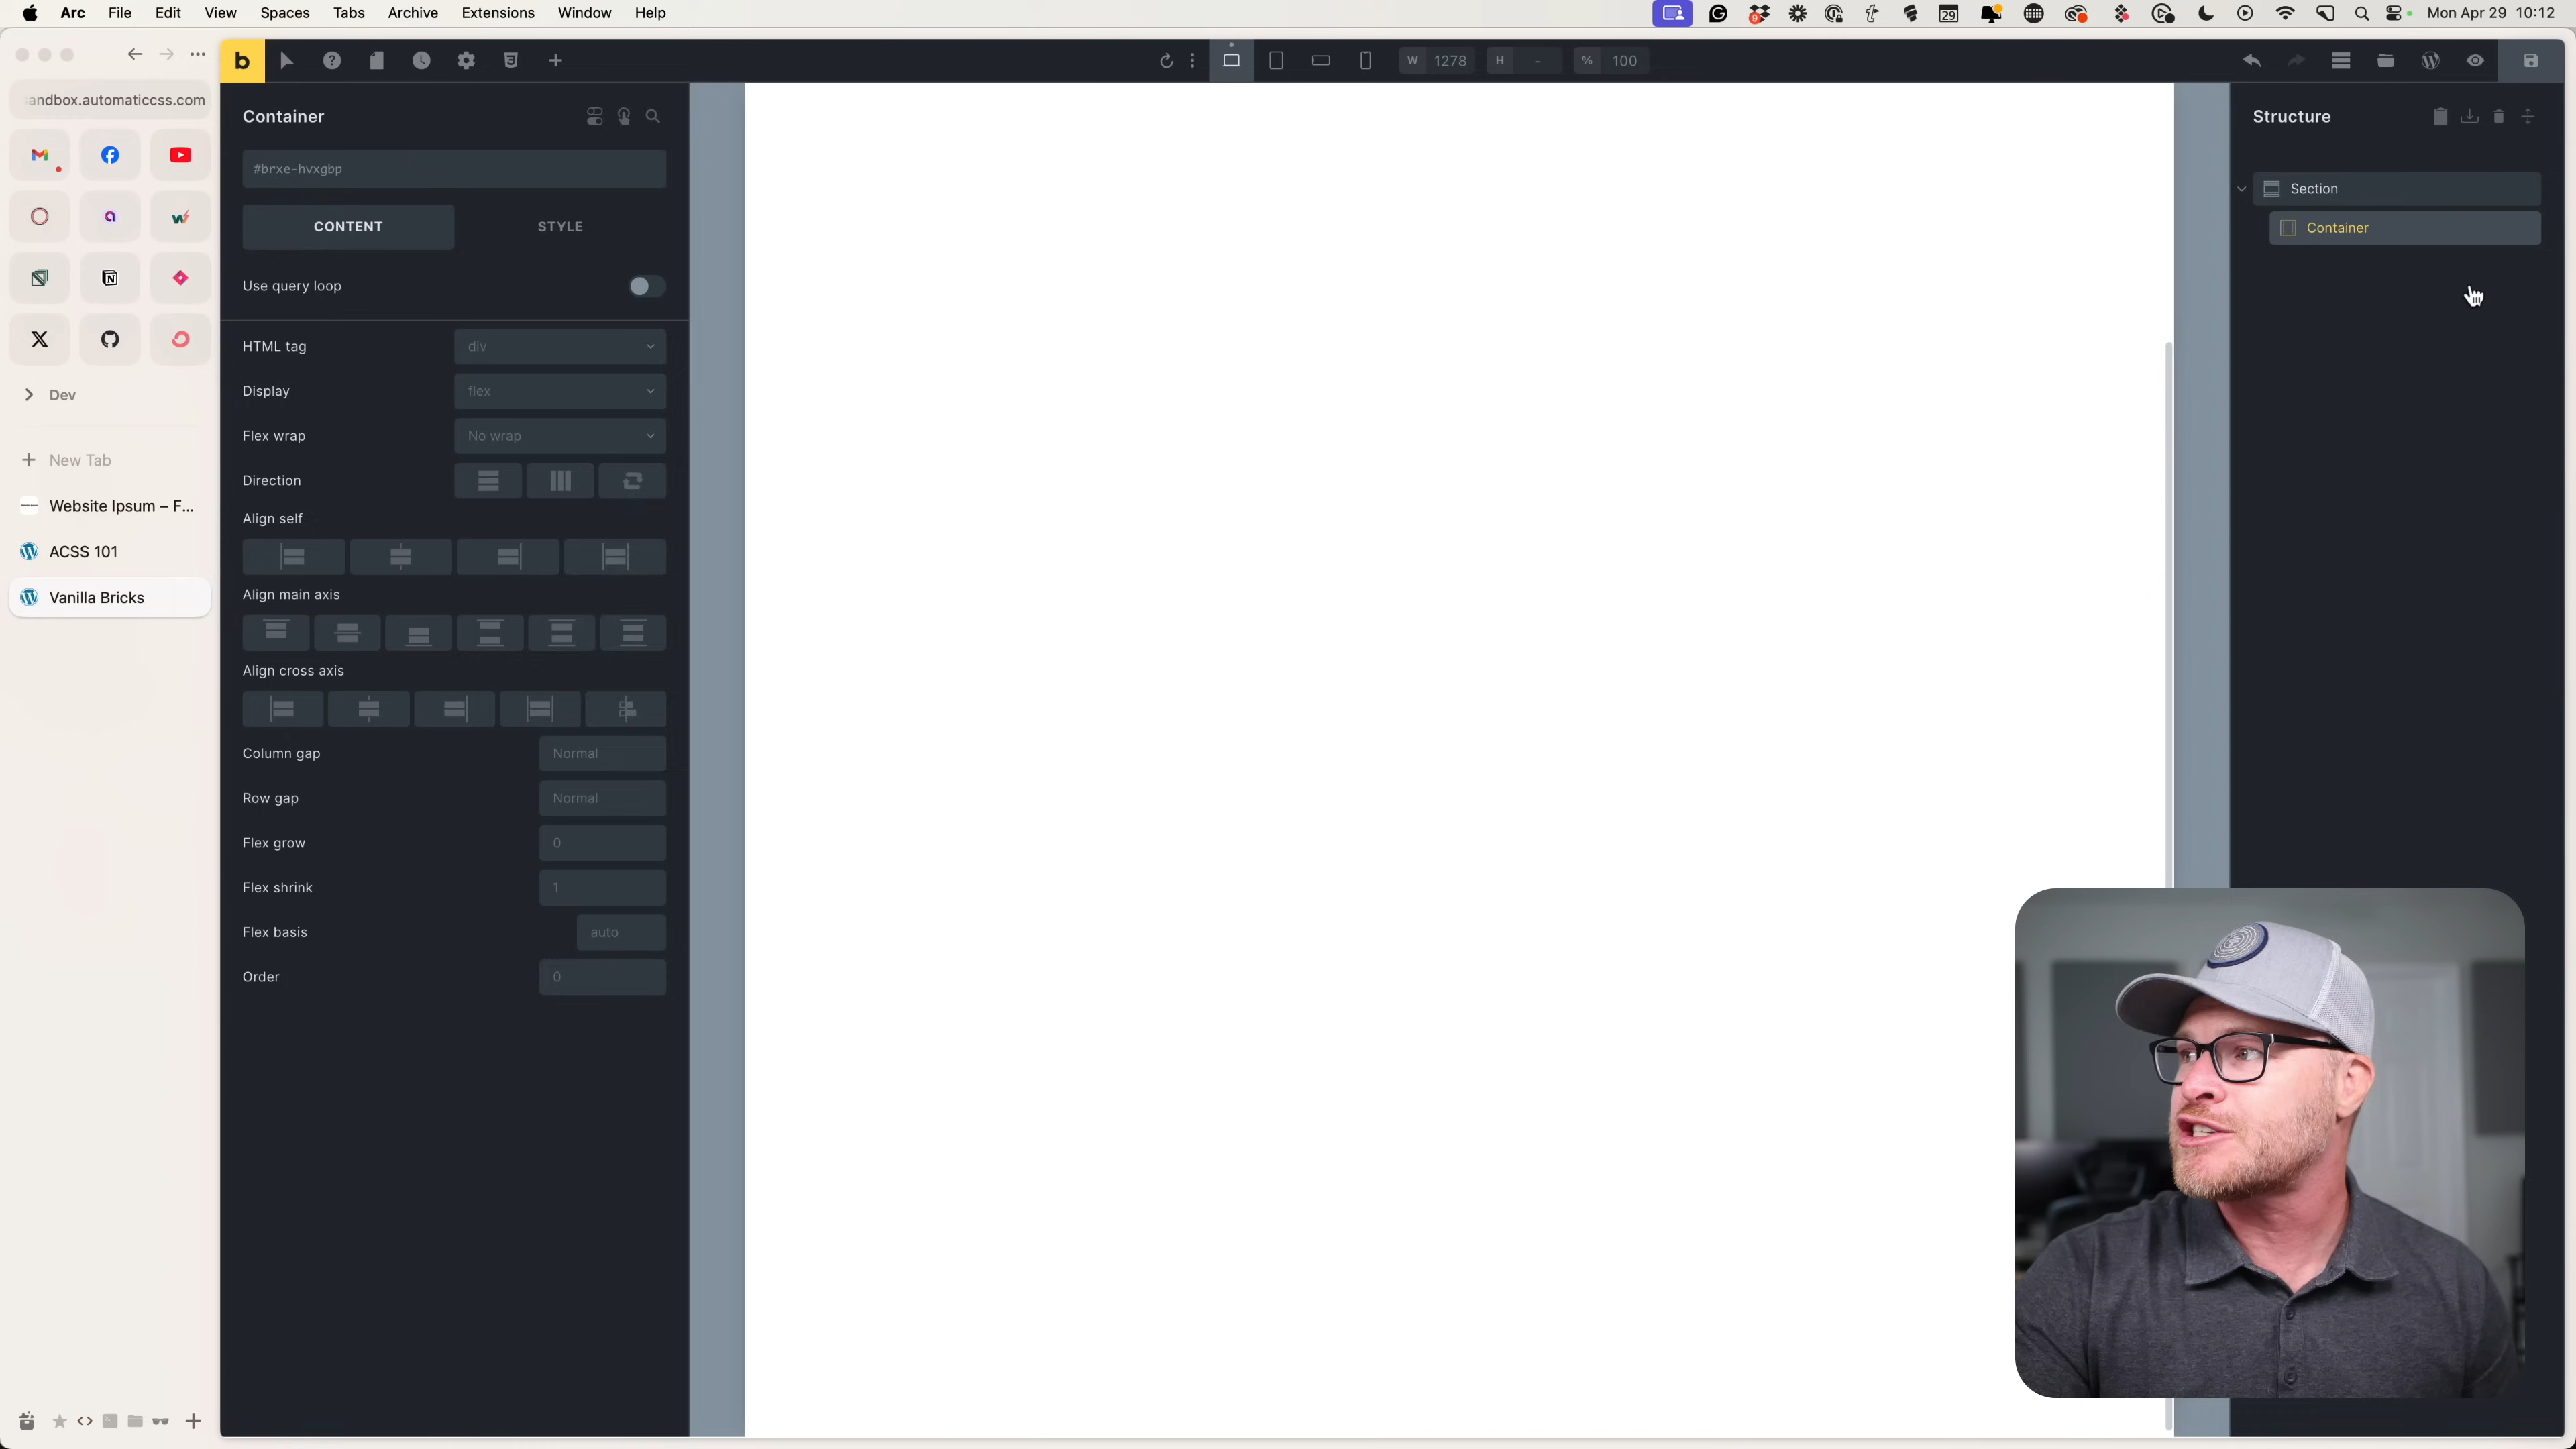 Arc File Edit View Spaces Tabs Archive Extensions Window Help
9 29 Mon Apr 29 10:12
andbox.automaticcss.com
Dev
New Tab
Website Ipsum – F...
ACSS 101
Vanilla Bricks
b
W 1278 H - % 100
Container
#brxe-hvxgbp
CONTENT STYLE
Use query loop
HTML tag div
Display flex
Flex wrap No wrap
Direction
Align self
Align main axis
Align cross axis
Column gap Normal
Row gap Normal
Flex grow 0
Flex shrink 1
Flex basis auto
Order 0
Structure
Section
Container